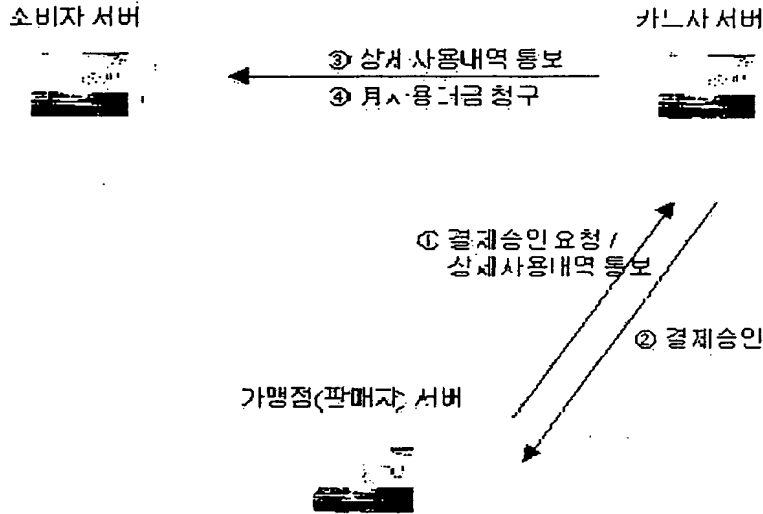 소비자 서버
카드사 서버
③ 상세 사용내역 통보
④ 月사용대금 청구
① 결제승인 요청 /
상세사용내역 통보
② 결제승인
가맹점(판매자) 서버